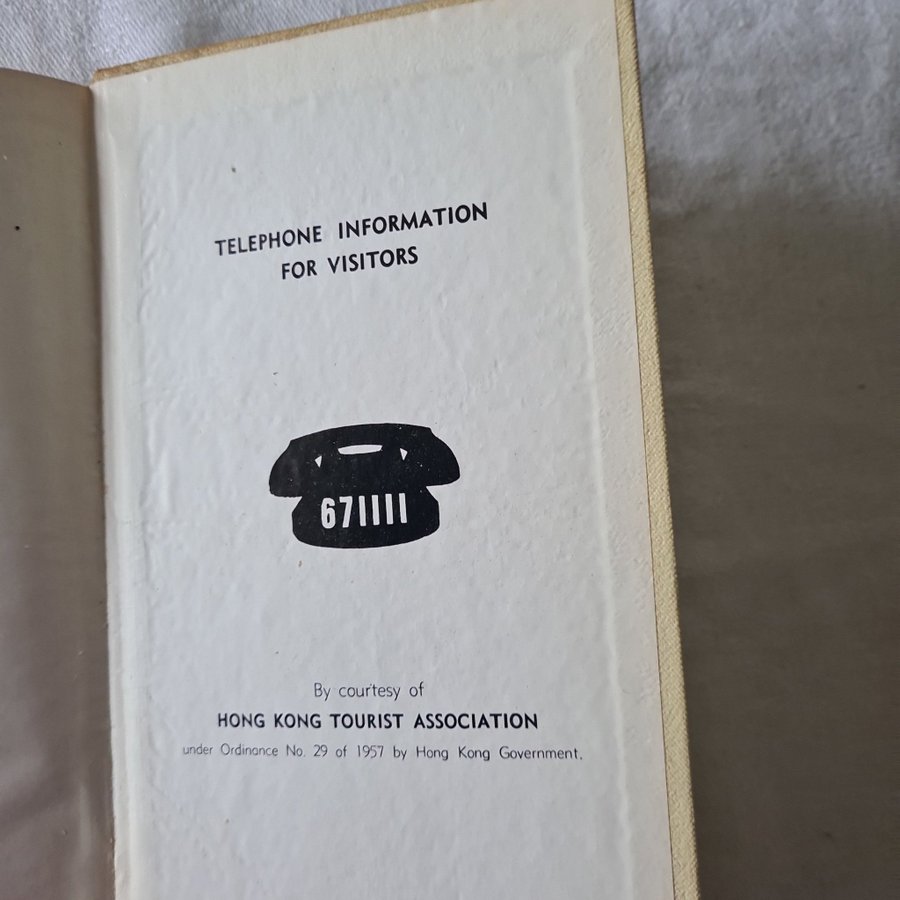 TELEPHONE INFORMATION
FOR VISITORS
671111
By courtesy of
HONG KONG TOURIST ASSOCIATION
under Ordinance No. 29 of 1957 by Hong Kong Government.